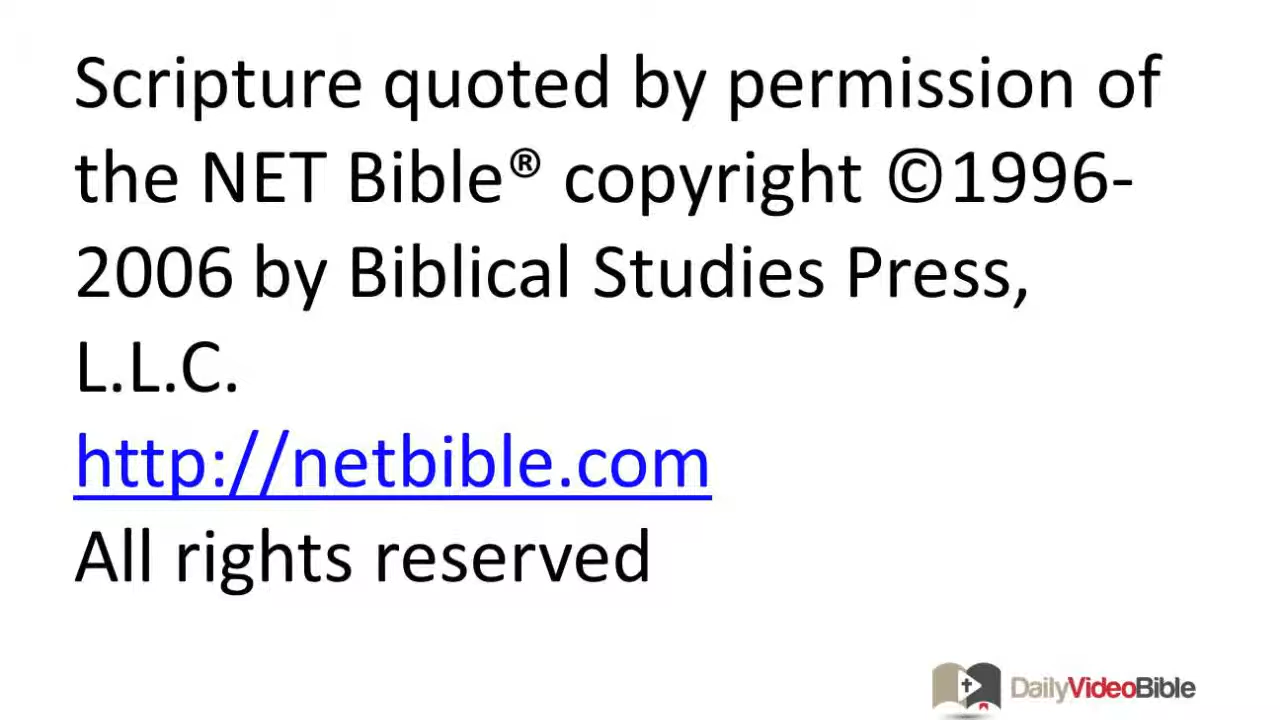 Scripture quoted by permission of
the NET Bible® copyright ©1996-
2006 by Biblical Studies Press,
L.L.C.
http://netbible.com
All rights reserved
DailyVideoBible